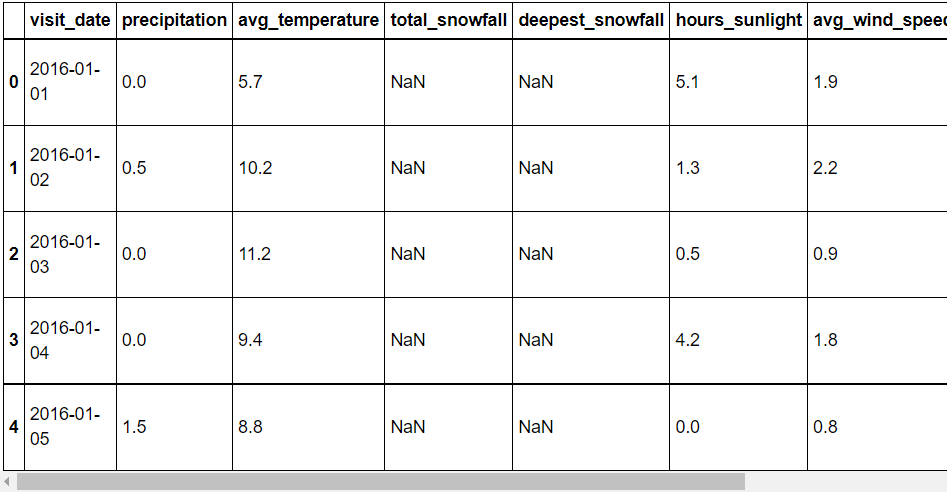 visit_date precipitation avg_temperature total_snowfall deepest_snowfall hours_sunlight avg_wind_speed
0 2016-01-01 0.0 5.7 NaN NaN 5.1 1.9
1 2016-01-02 0.5 10.2 NaN NaN 1.3 2.2
2 2016-01-03 0.0 11.2 NaN NaN 0.5 0.9
3 2016-01-04 0.0 9.4 NaN NaN 4.2 1.8
4 2016-01-05 1.5 8.8 NaN NaN 0.0 0.8